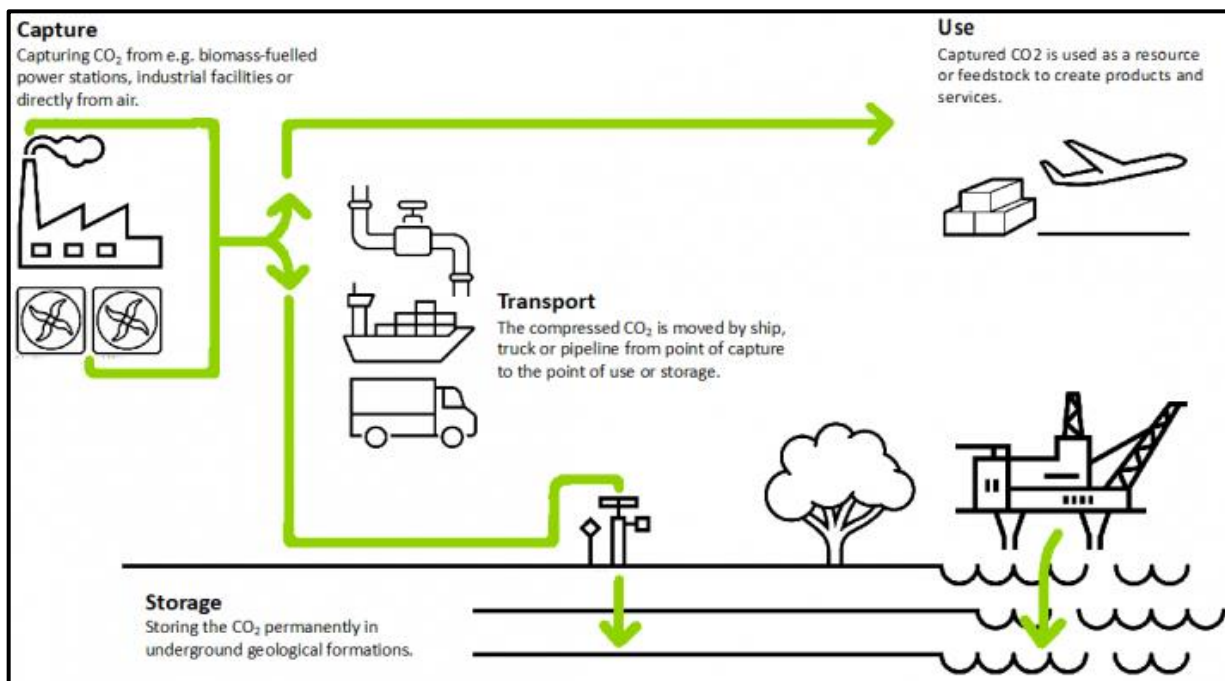 Capture
Capturing CO₂ from e.g. biomass-fuelled
power stations, industrial facilities or
directly from air.
Use
Captured CO2 is used as a resource
or feedstock to create products and
services.
Transport
The compressed CO₂ is moved by ship,
truck or pipeline from point of capture
to the point of use or storage.
Storage
Storing the CO₂ permanently in
underground geological formations.